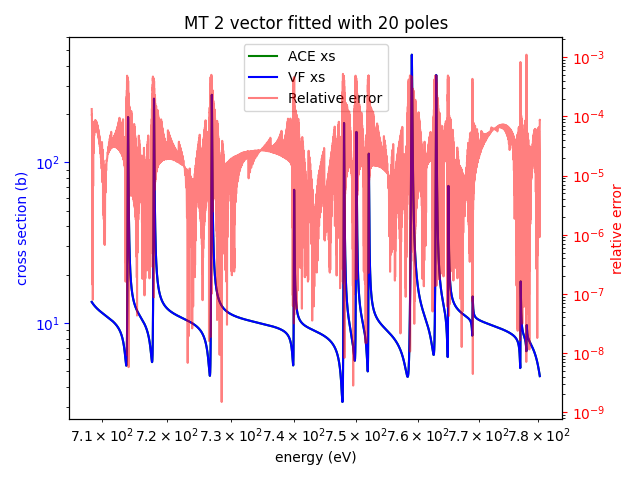 MT 2 vector fitted with 20 poles
ACE xs
VF xs
Relative error
cross section (b)
10²
10¹
relative error
10⁻³
10⁻⁴
10⁻⁵
10⁻⁶
10⁻⁷
10⁻⁸
10⁻⁹
7.1 × 10² 7.2 × 10² 7.3 × 10² 7.4 × 10² 7.5 × 10² 7.6 × 10² 7.7 × 10² 7.8 × 10²
energy (eV)